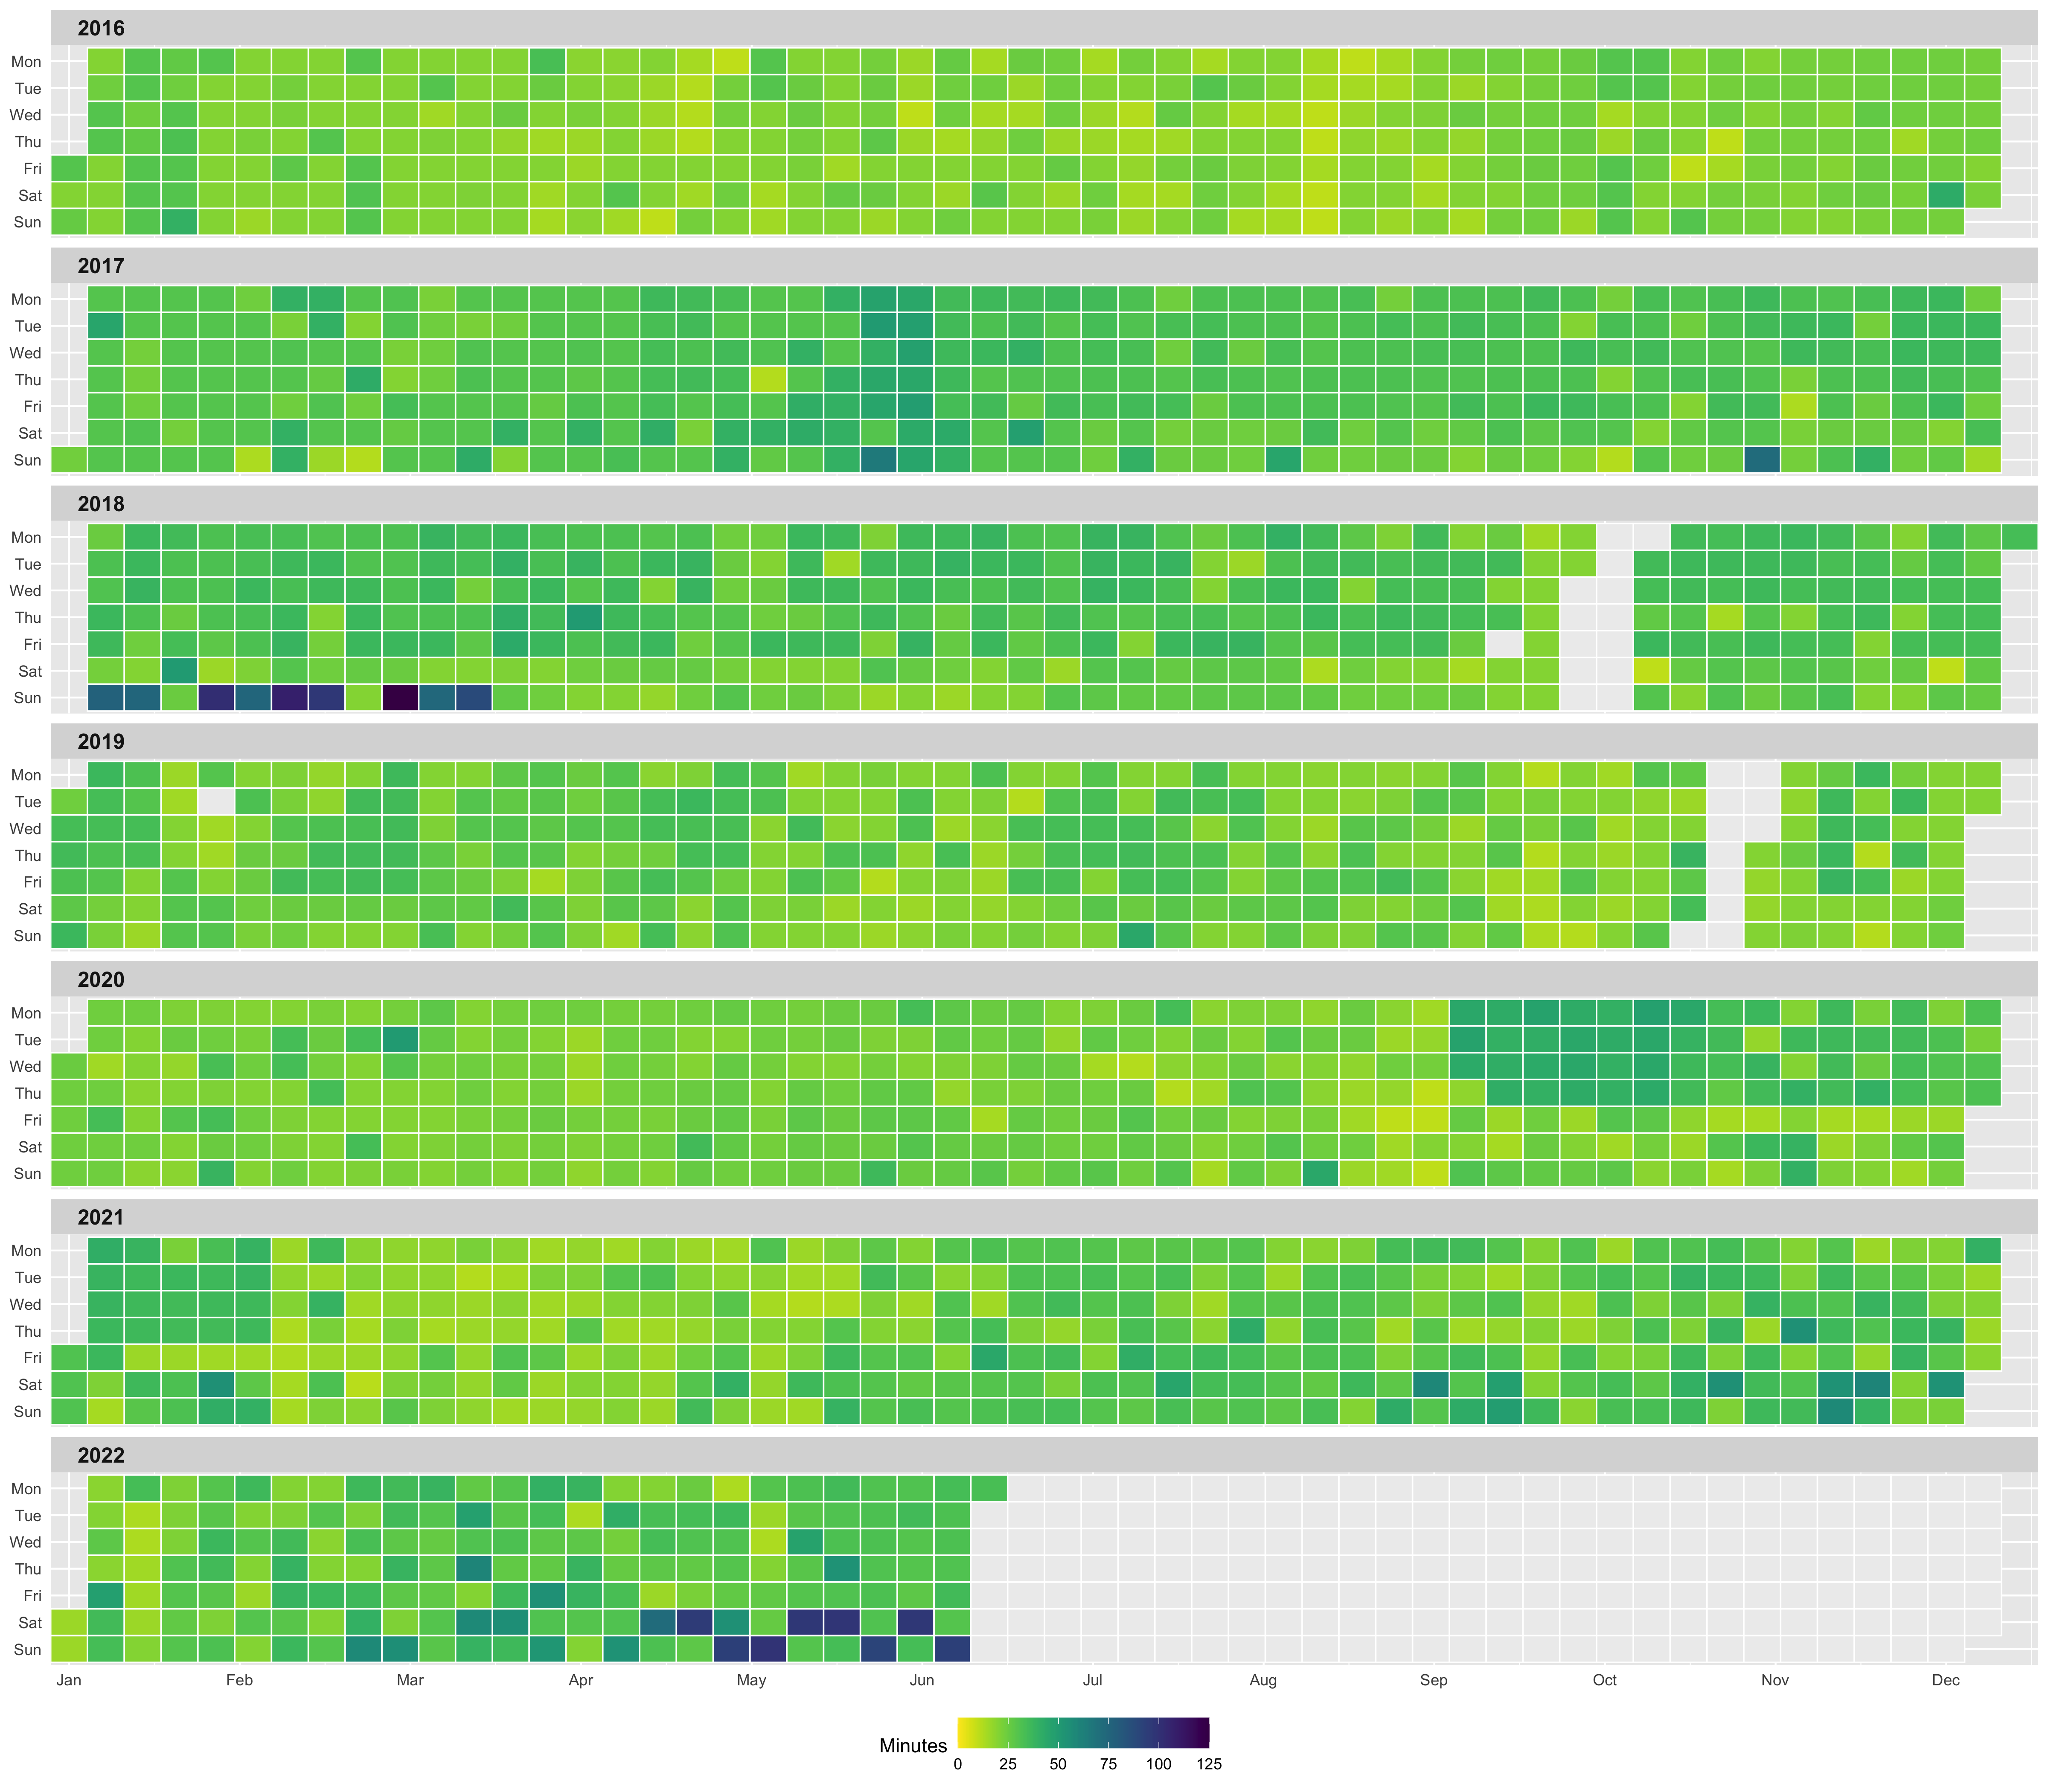 2016
Mon
Tue
Wed
Thu
Fri
Sat
Sun
2017
Mon
Tue
Wed
Thu
Fri
Sat
Sun
2018
Mon
Tue
Wed
Thu
Fri
Sat
Sun
2019
Mon
Tue
Wed
Thu
Fri
Sat
Sun
2020
Mon
Tue
Wed
Thu
Fri
Sat
Sun
2021
Mon
Tue
Wed
Thu
Fri
Sat
Sun
2022
Mon
Tue
Wed
Thu
Fri
Sat
Sun
Jan Feb Mar Apr May Jun Jul Aug Sep Oct Nov Dec
Minutes
0 25 50 75 100 125